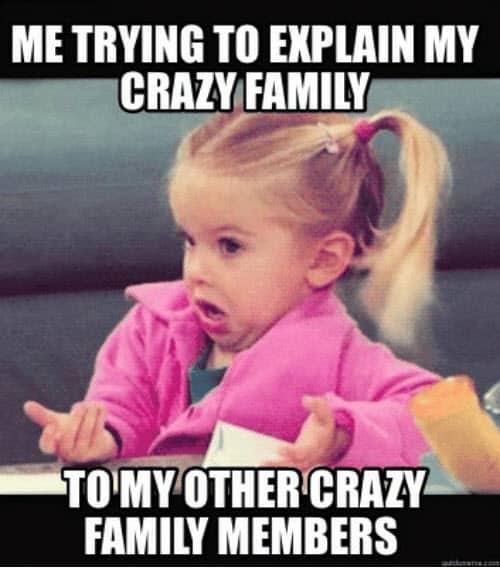 ME TRYING TO EXPLAIN MY
CRAZY FAMILY
TO MY OTHER CRAZY
FAMILY MEMBERS